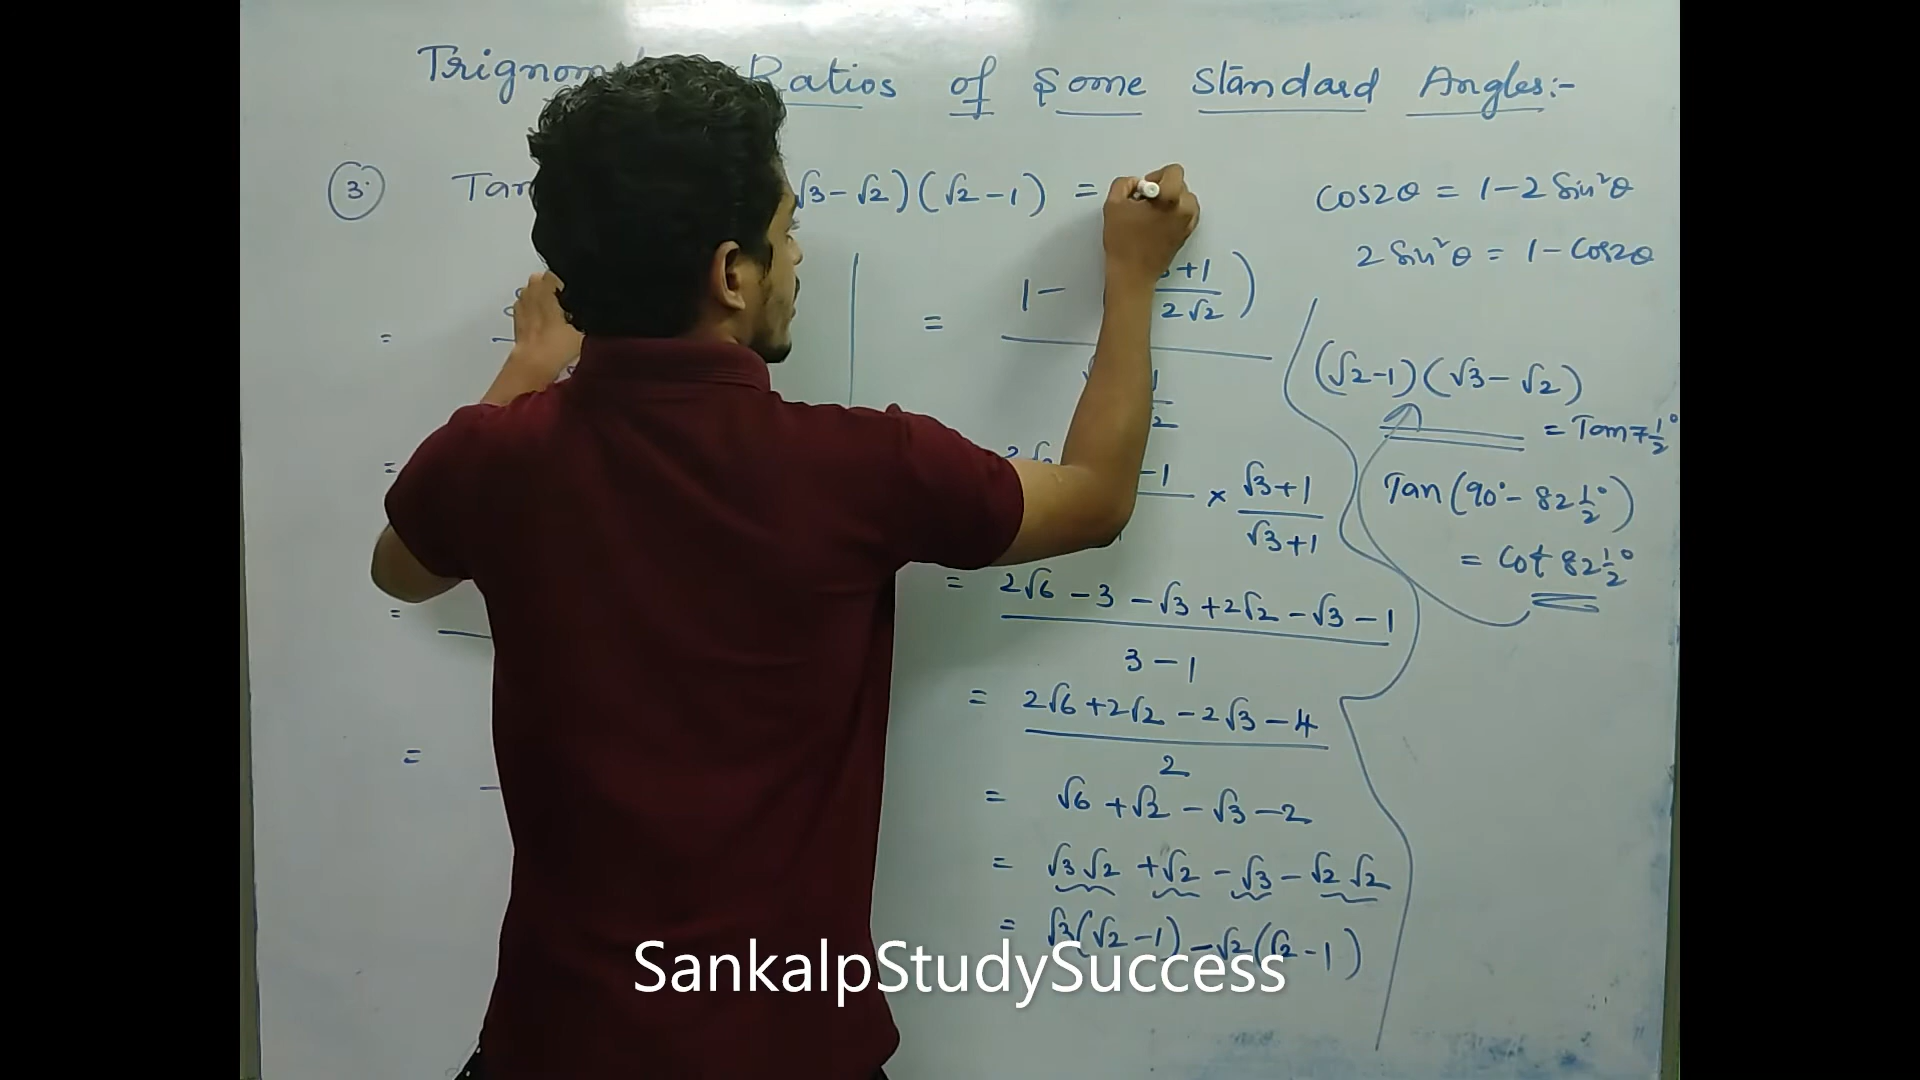 Ratios of Some Standard Angles:-
3. Tan √3-√2)(√2-1) =
cos2θ = 1-2 Sin²θ
2 Sin²θ = 1- Cos2θ
= 1- +1
2√2 )
(√2-1)(√3-√2)
= Tan 7½°
-1 × √3+1
√3+1
Tan (90°- 82½°)
= Cot 82½°
= 2√6 -3 -√3 +2√2 -√3 -1
3-1
= 2√6 +2√2 -2√3 -4
2
= √6 +√2 -√3 -2
= √3√2 +√2 -√3 -√2√2
= √3(√2-1) -√2(√2-1)
SankalpStudySuccess